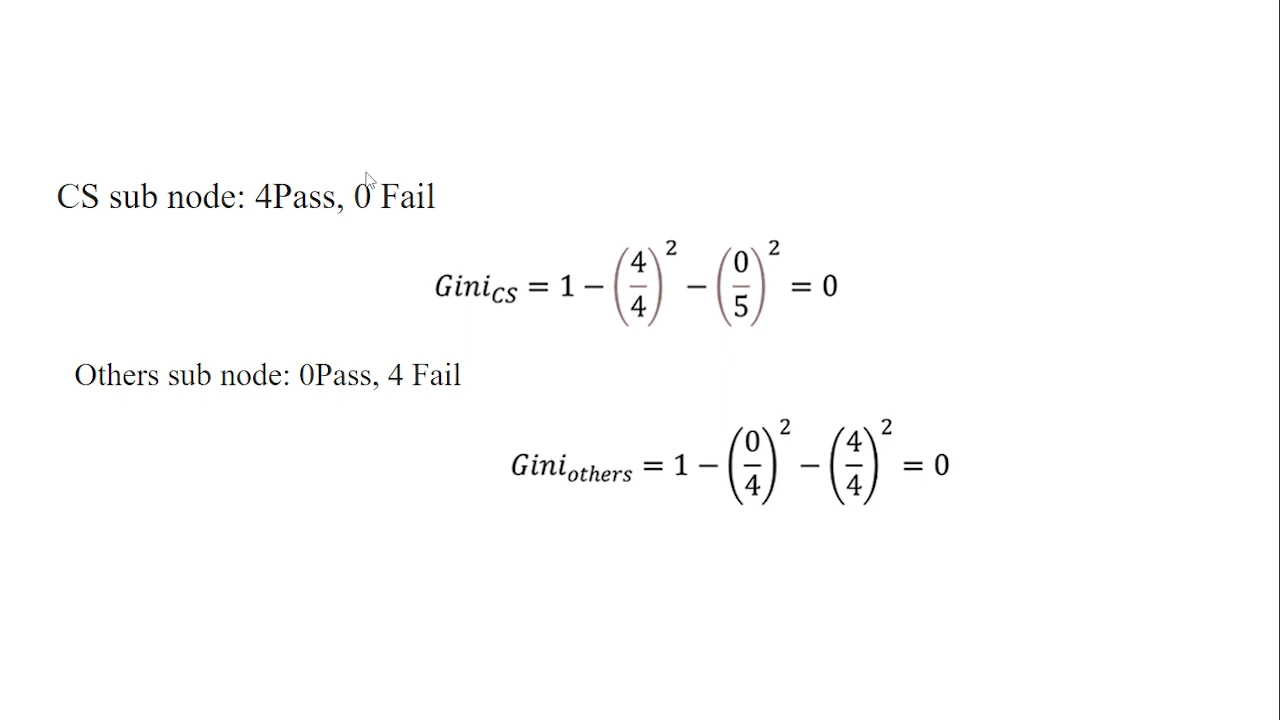 CS sub node: 4Pass, 0 Fail
Gini_CS = 1 − (4/4)^2 − (0/5)^2 = 0
Others sub node: 0Pass, 4 Fail
Gini_others = 1 − (0/4)^2 − (4/4)^2 = 0